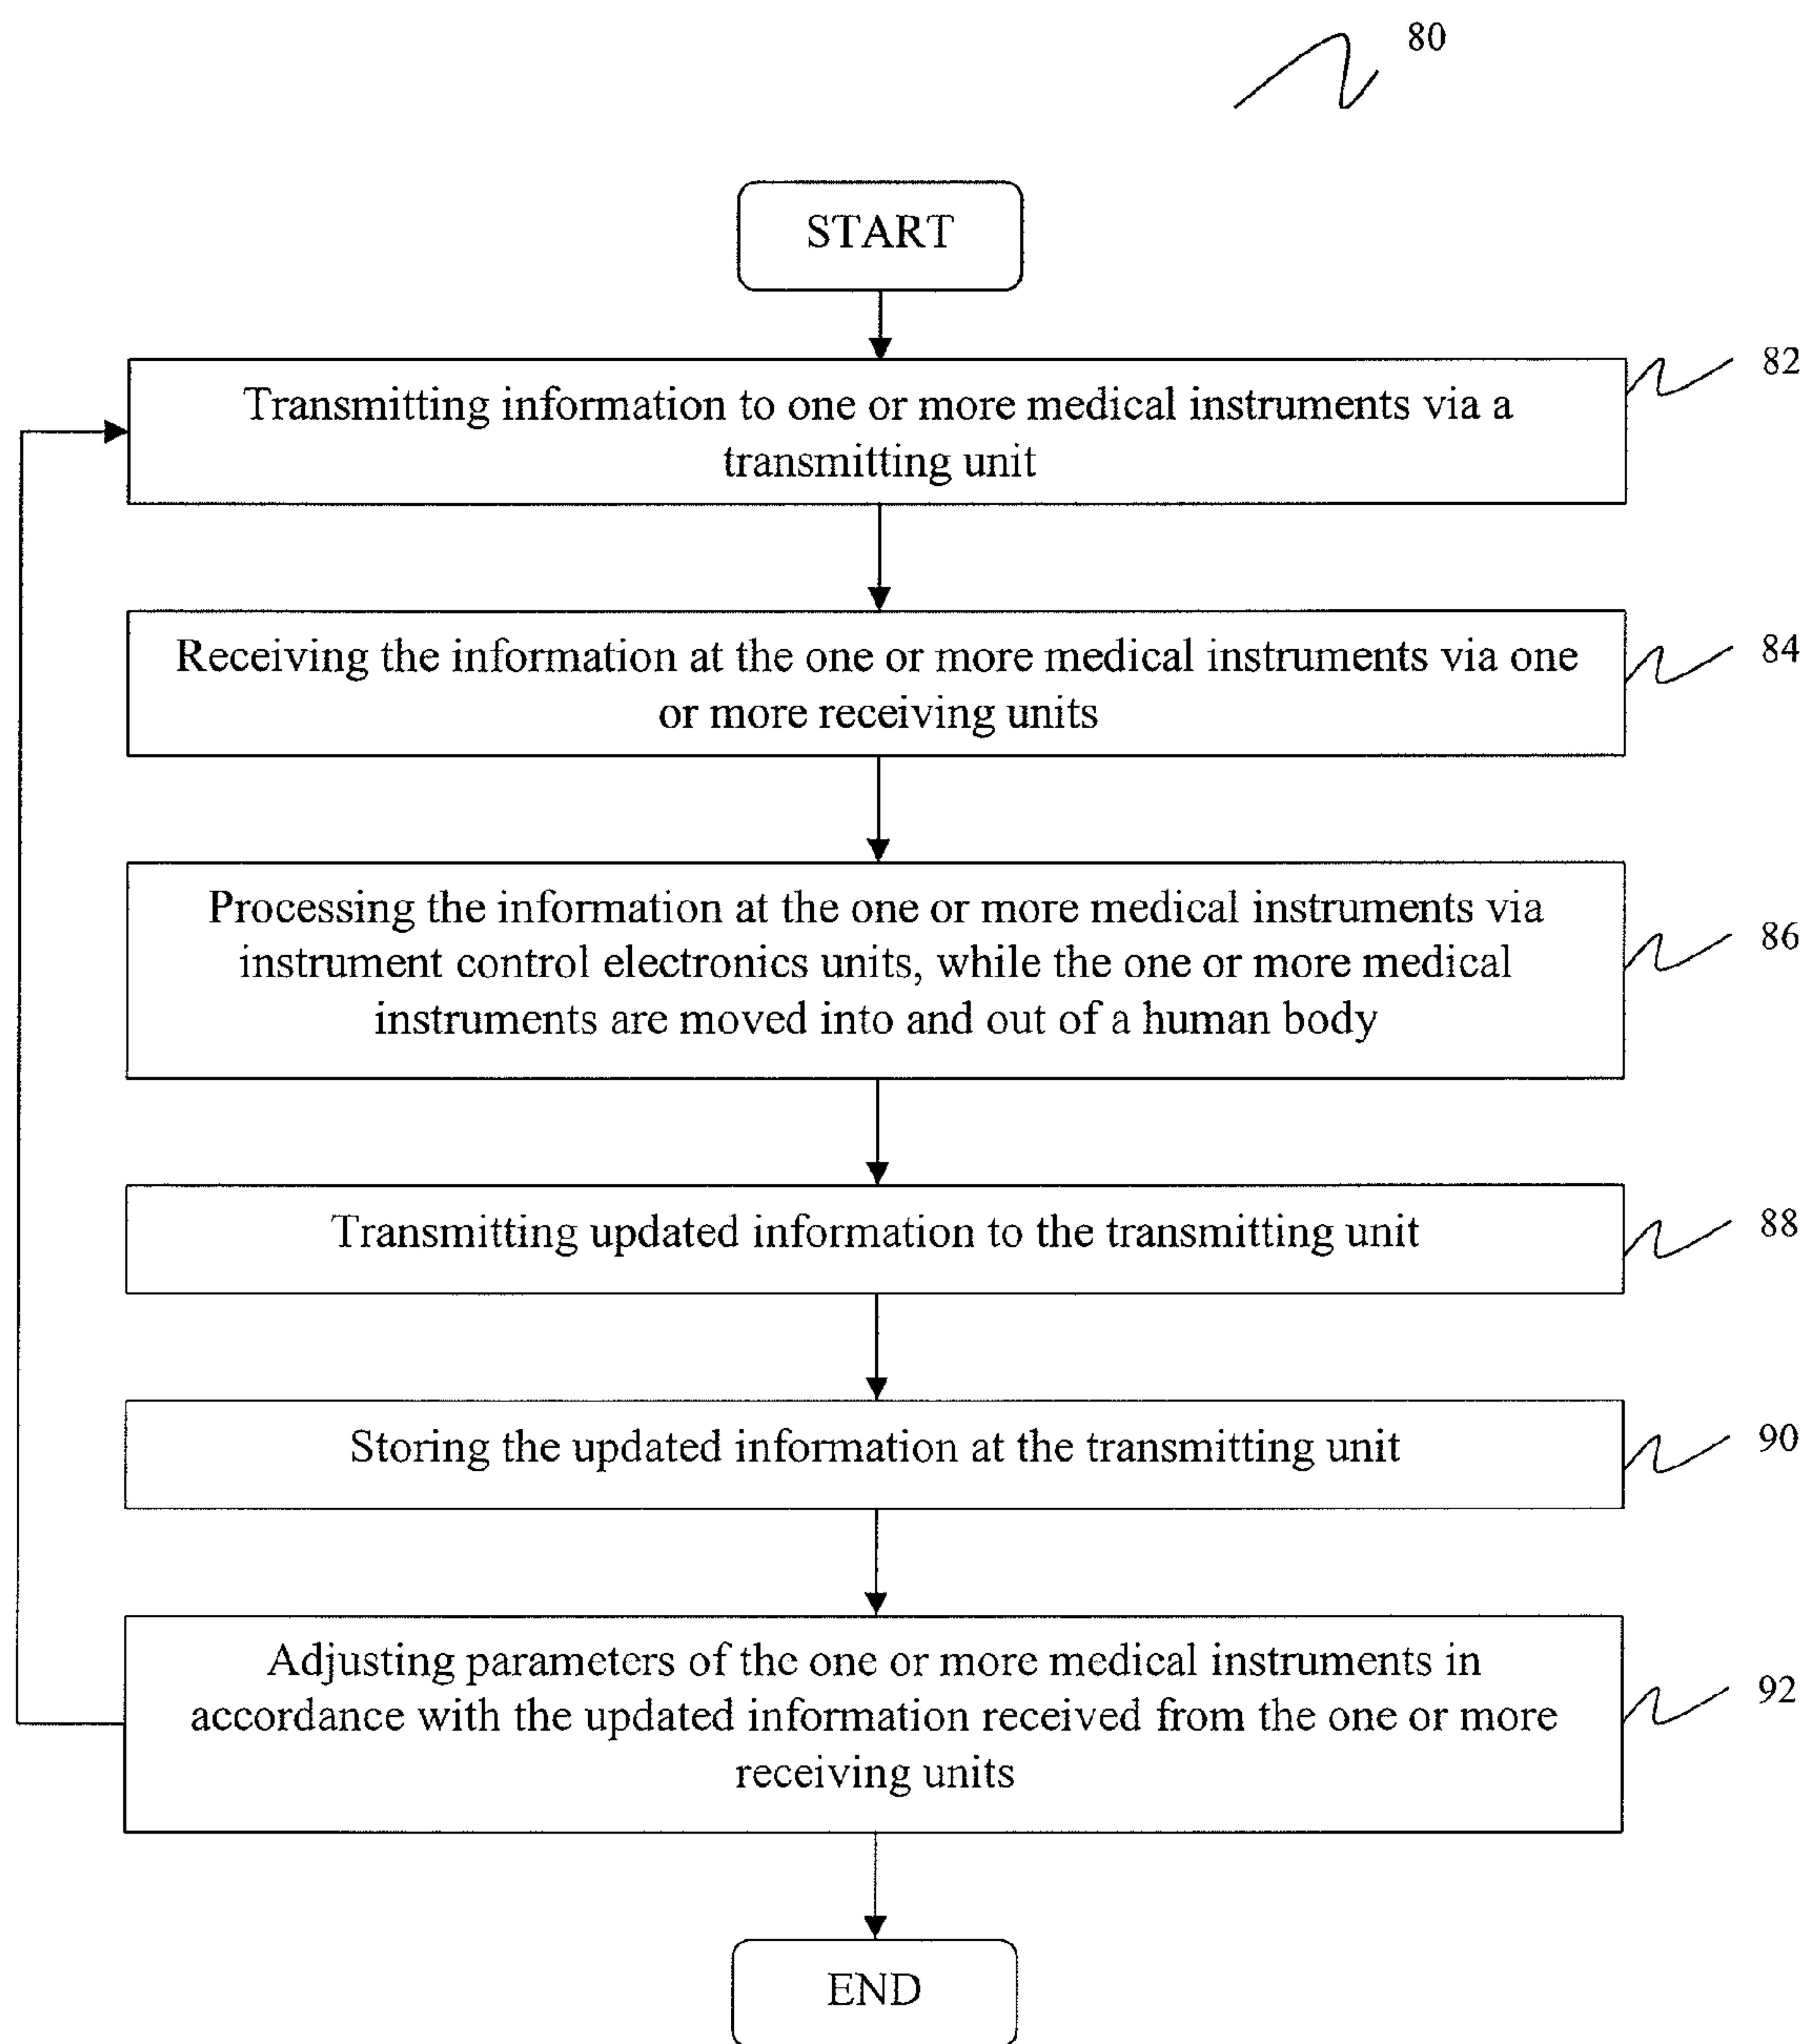 80
START
82
Transmitting information to one or more medical instruments via a
transmitting unit
84
Receiving the information at the one or more medical instruments via one
or more receiving units
Processing the information at the one or more medical instruments via
86
instrument control electronics units, while the one or more medical
instruments are moved into and out of a human body
88
Transmitting updated information to the transmitting unit
90
Storing the updated information at the transmitting unit
Adjusting parameters of the one or more medical instruments in
92
accordance with the updated information received from the one or more
receiving units
END